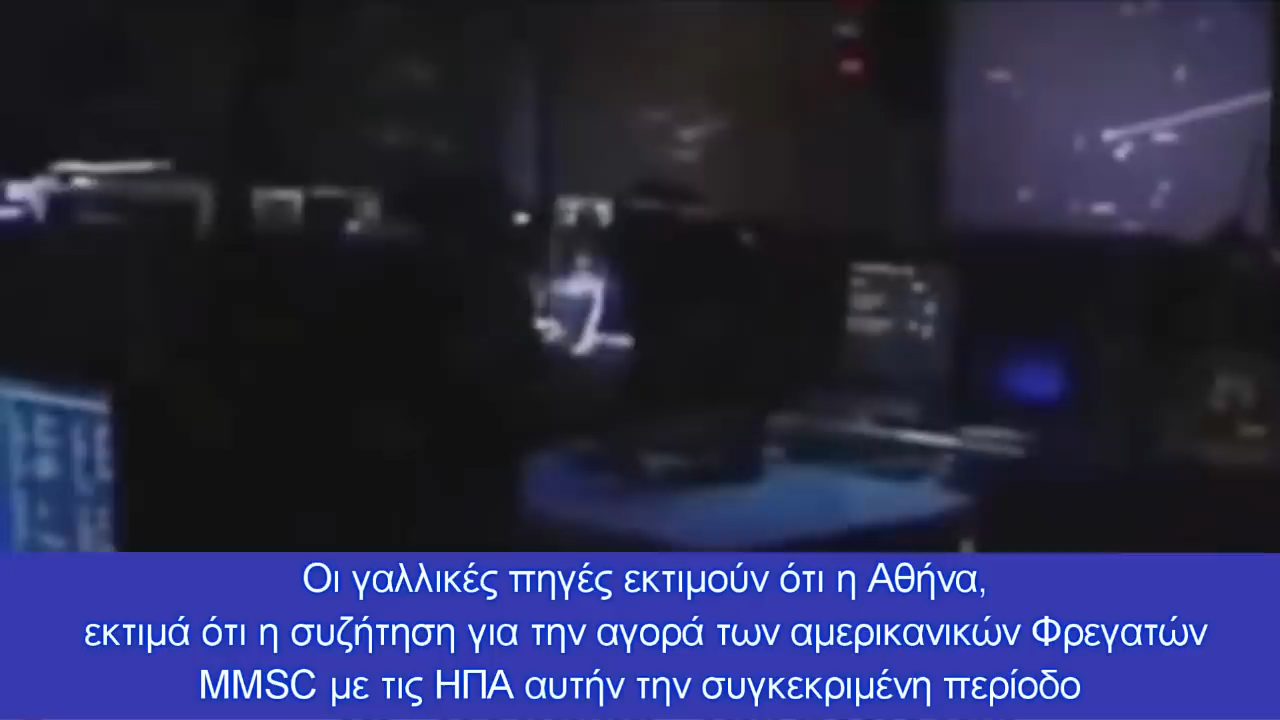 Οι γαλλικές πηγές εκτιμούν ότι η Αθήνα,
εκτιμά ότι η συζήτηση για την αγορά των αμερικανικών Φρεγατών
MMSC με τις ΗΠΑ αυτήν την συγκεκριμένη περίοδο